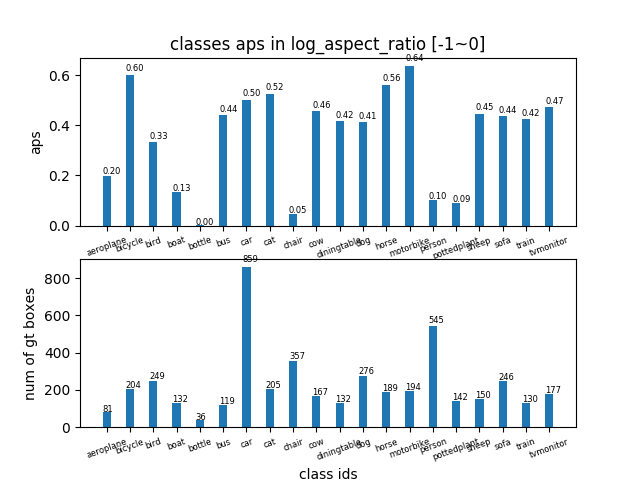 classes aps in log_aspect_ratio [-1~0]
aps
0.6
0.4
0.2
0.0
0.20 0.60 0.33 0.13 0.00 0.44 0.50 0.52 0.05 0.46 0.42 0.41 0.56 0.64 0.10 0.09 0.45 0.44 0.42 0.47
aeroplane bicycle bird boat bottle bus car cat chair cow diningtable dog horse motorbike person pottedplant sheep sofa train tvmonitor
num of gt boxes
800
600
400
200
0
81 204 249 132 36 119 859 205 357 167 132 276 189 194 545 142 150 246 130 177
aeroplane bicycle bird boat bottle bus car cat chair cow diningtable dog horse motorbike person pottedplant sheep sofa train tvmonitor
class ids